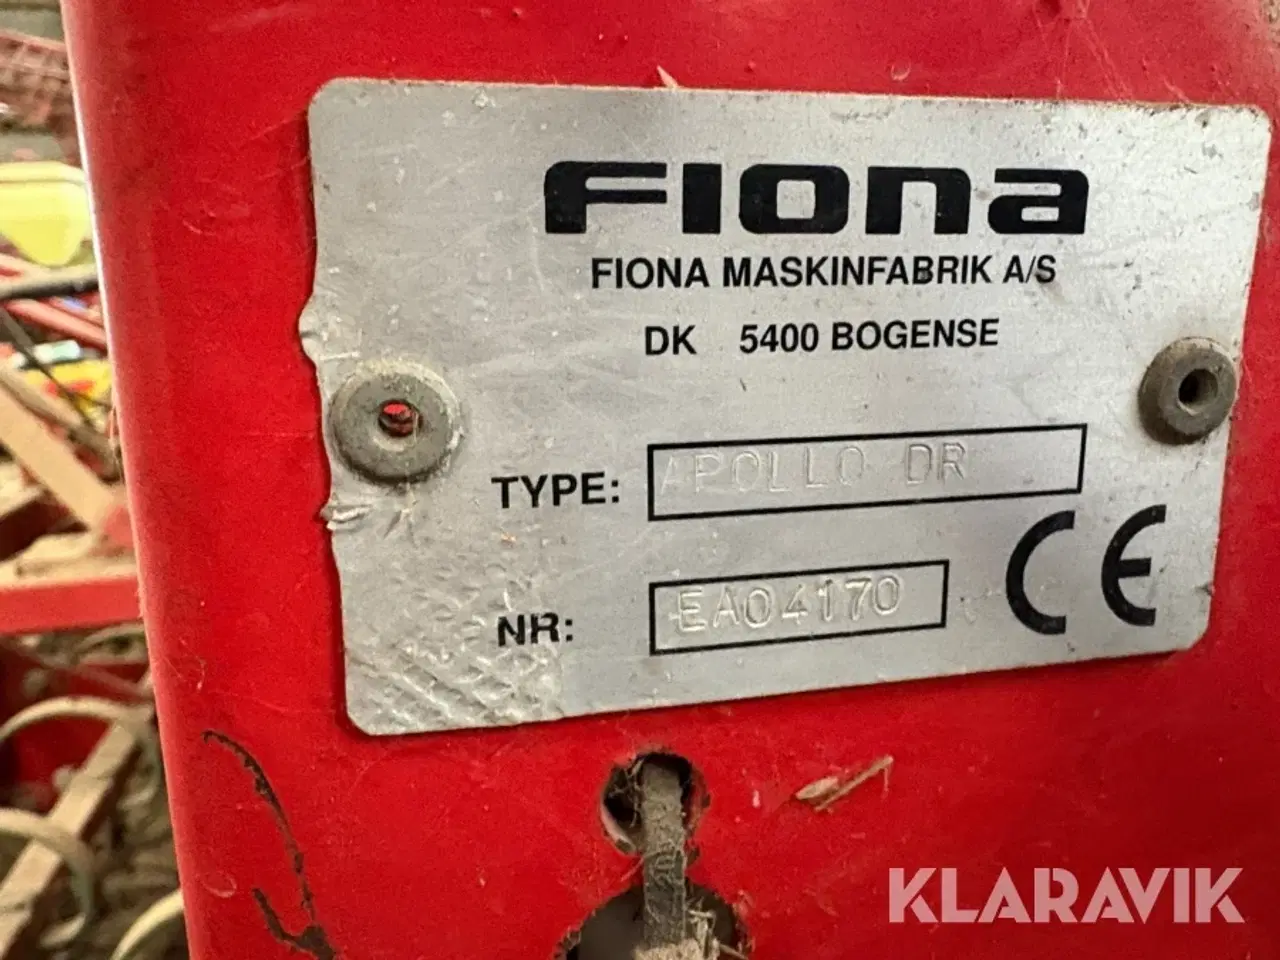 Fiona
FIONA MASKINFABRIK A/S
DK 5400 BOGENSE
TYPE: APOLLO DR
NR: EA04170
CE
KLARAVIK